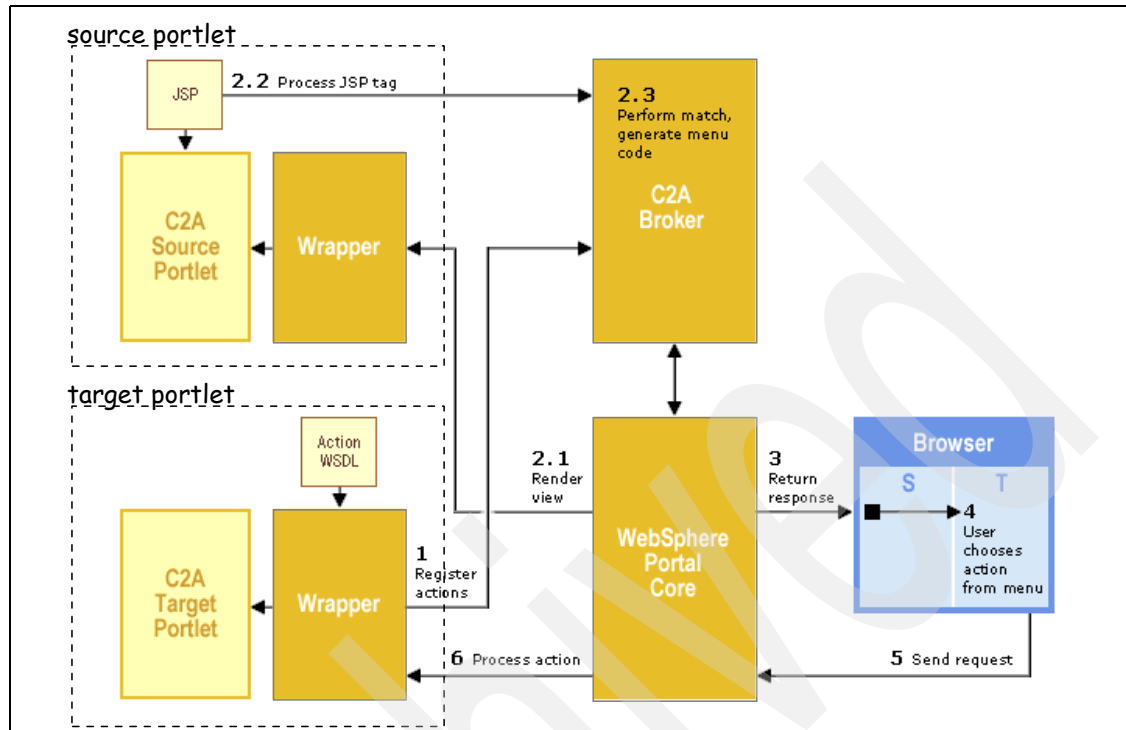 source portlet
JSP
2.2 Process JSP tag
2.3
Perform match,
generate menu
code
C2A
Broker
C2A
Source
Portlet
Wrapper
target portlet
Action
WSDL
C2A
Target
Portlet
Wrapper
1
Register
actions
2.1
Render
view
WebSphere
Portal
Core
3
Return
response
Browser
S
T
4
User
chooses
action
from menu
5 Send request
6 Process action
hived